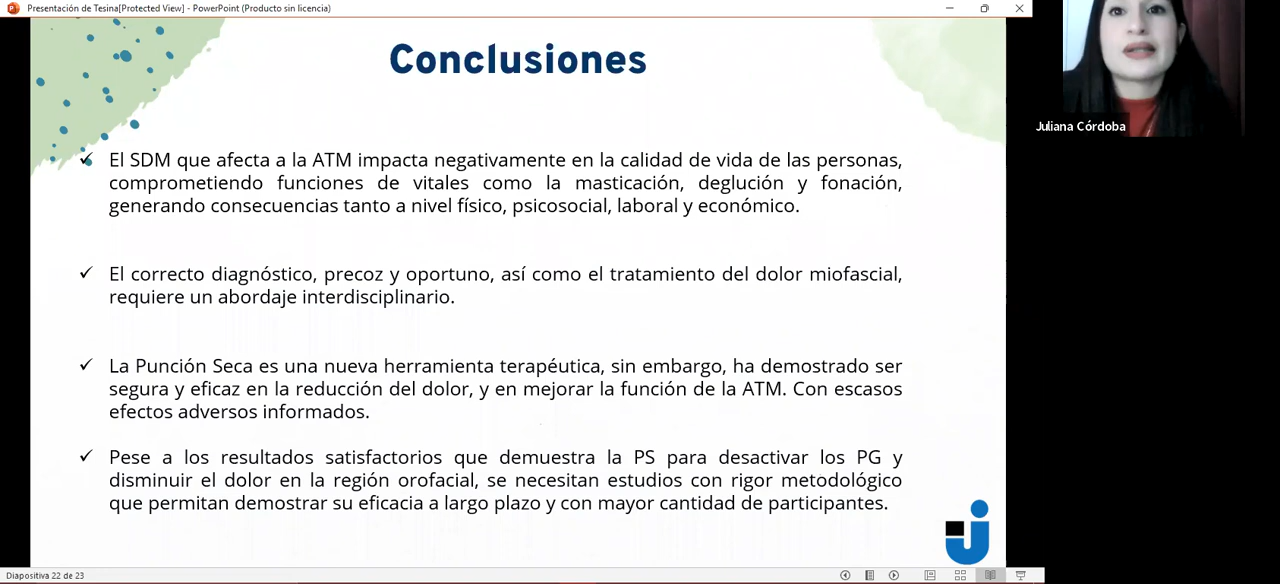 Presentación de Tesina[Protected View] - PowerPoint (Producto sin licencia)
Conclusiones
Juliana Córdoba
✓ El SDM que afecta a la ATM impacta negativamente en la calidad de vida de las personas,
comprometiendo funciones de vitales como la masticación, deglución y fonación,
generando consecuencias tanto a nivel físico, psicosocial, laboral y económico.
✓ El correcto diagnóstico, precoz y oportuno, así como el tratamiento del dolor miofascial,
requiere un abordaje interdisciplinario.
✓ La Punción Seca es una nueva herramienta terapéutica, sin embargo, ha demostrado ser
segura y eficaz en la reducción del dolor, y en mejorar la función de la ATM. Con escasos
efectos adversos informados.
✓ Pese a los resultados satisfactorios que demuestra la PS para desactivar los PG y
disminuir el dolor en la región orofacial, se necesitan estudios con rigor metodológico
que permitan demostrar su eficacia a largo plazo y con mayor cantidad de participantes.
Diapositiva 22 de 23